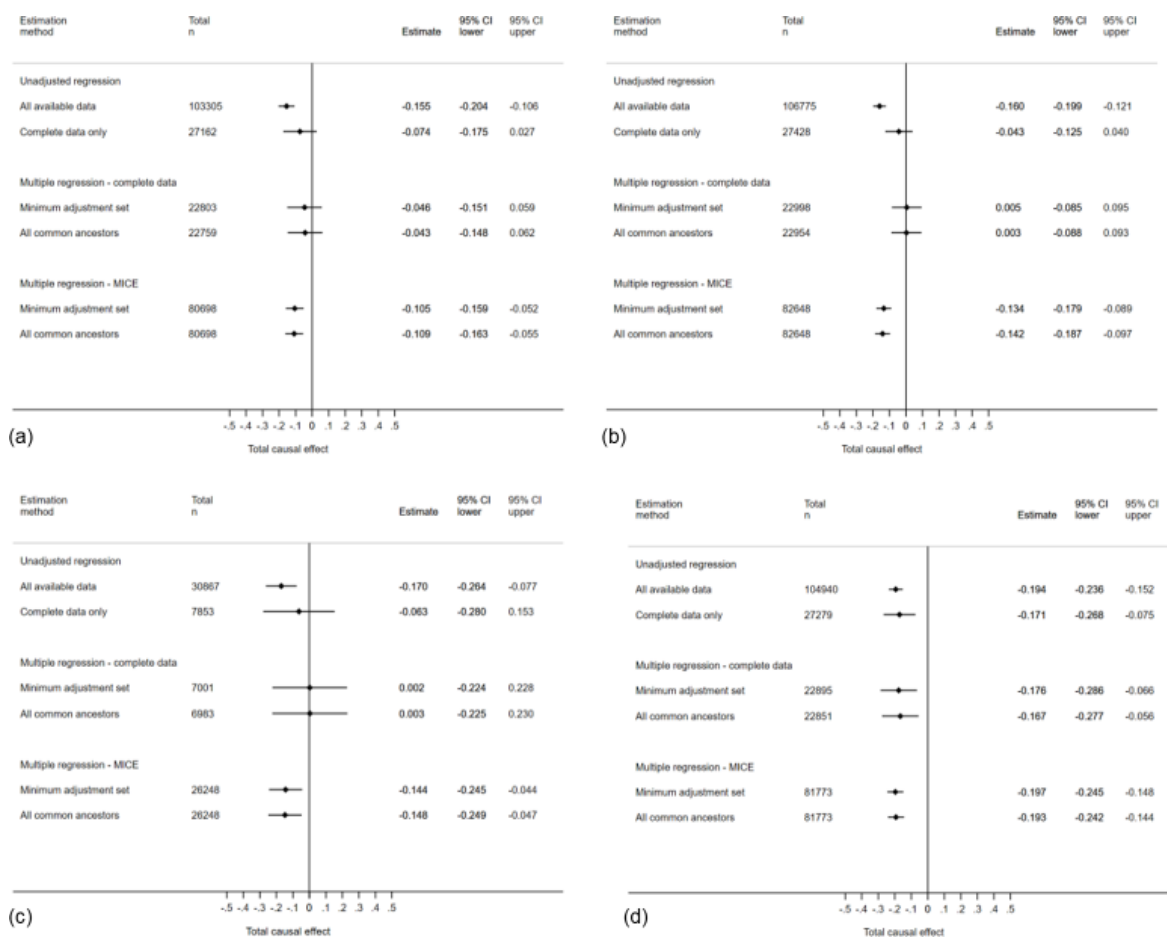 Estimation method Total n Estimate 95% CI lower 95% CI upper
Unadjusted regression
All available data 103305 -0.155 -0.204 -0.106
Complete data only 27162 -0.074 -0.175 0.027
Multiple regression - complete data
Minimum adjustment set 22803 -0.046 -0.151 0.059
All common ancestors 22759 -0.043 -0.148 0.062
Multiple regression - MICE
Minimum adjustment set 80698 -0.105 -0.159 -0.052
All common ancestors 80698 -0.109 -0.163 -0.055
-.5 -.4 -.3 -.2 -.1 0 .1 .2 .3 .4 .5
(a)
Total causal effect
Estimation method Total n Estimate 95% CI lower 95% CI upper
Unadjusted regression
All available data 106775 -0.160 -0.199 -0.121
Complete data only 27428 -0.043 -0.125 0.040
Multiple regression - complete data
Minimum adjustment set 22998 0.005 -0.085 0.095
All common ancestors 22954 0.003 -0.088 0.093
Multiple regression - MICE
Minimum adjustment set 82648 -0.134 -0.179 -0.089
All common ancestors 82648 -0.142 -0.187 -0.097
-.5 -.4 -.3 -.2 -.1 0 .1 .2 .3 .4 .5
(b)
Total causal effect
Estimation method Total n Estimate 95% CI lower 95% CI upper
Unadjusted regression
All available data 30867 -0.170 -0.264 -0.077
Complete data only 7853 -0.063 -0.280 0.153
Multiple regression - complete data
Minimum adjustment set 7001 0.002 -0.224 0.228
All common ancestors 6983 0.003 -0.225 0.230
Multiple regression - MICE
Minimum adjustment set 26248 -0.144 -0.245 -0.044
All common ancestors 26248 -0.148 -0.249 -0.047
-.5 -.4 -.3 -.2 -.1 0 .1 .2 .3 .4 .5
(c)
Total causal effect
Estimation method Total n Estimate 95% CI lower 95% CI upper
Unadjusted regression
All available data 104940 -0.194 -0.236 -0.152
Complete data only 27279 -0.171 -0.268 -0.075
Multiple regression - complete data
Minimum adjustment set 22895 -0.176 -0.286 -0.066
All common ancestors 22851 -0.167 -0.277 -0.056
Multiple regression - MICE
Minimum adjustment set 81773 -0.197 -0.245 -0.148
All common ancestors 81773 -0.193 -0.242 -0.144
-.5 -.4 -.3 -.2 -.1 0 .1 .2 .3 .4 .5
(d)
Total causal effect